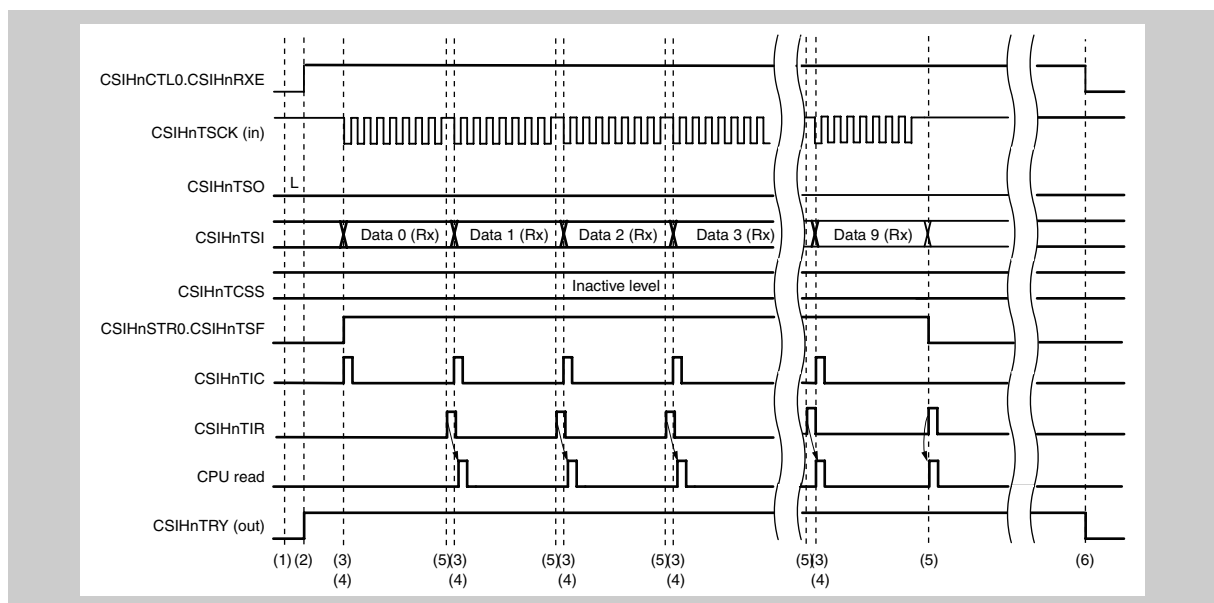 CSIHnCTL0.CSIHnRXE
CSIHnTSCK (in)
CSIHnTSO
L
CSIHnTSI
Data 0 (Rx) Data 1 (Rx) Data 2 (Rx) Data 3 (Rx) Data 9 (Rx)
CSIHnTCSS
Inactive level
CSIHnSTR0.CSIHnTSF
CSIHnTIC
CSIHnTIR
CPU read
CSIHnTRY (out)
(1) (2) (3) (5)(3) (5)(3) (5)(3) (5)(3) (5) (6)
(4) (4) (4) (4) (4)